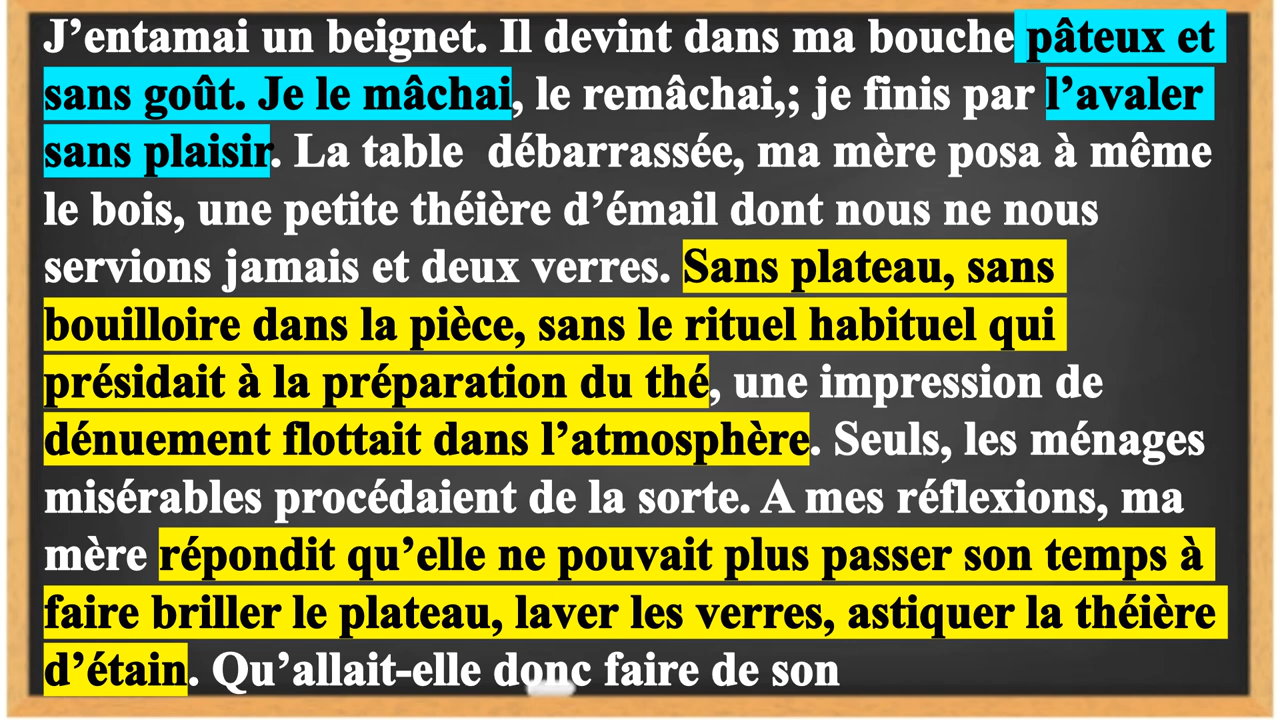 J’entamai un beignet. Il devint dans ma bouche pâteux et
sans goût. Je le mâchai, le remâchai,; je finis par l’avaler
sans plaisir. La table  débarrassée, ma mère posa à même
le bois, une petite théière d’émail dont nous ne nous
servions jamais et deux verres. Sans plateau, sans
bouilloire dans la pièce, sans le rituel habituel qui
présidait à la préparation du thé, une impression de
dénuement flottait dans l’atmosphère. Seuls, les ménages
misérables procédaient de la sorte. A mes réflexions, ma
mère répondit qu’elle ne pouvait plus passer son temps à
faire briller le plateau, laver les verres, astiquer la théière
d’étain. Qu’allait-elle donc faire de son